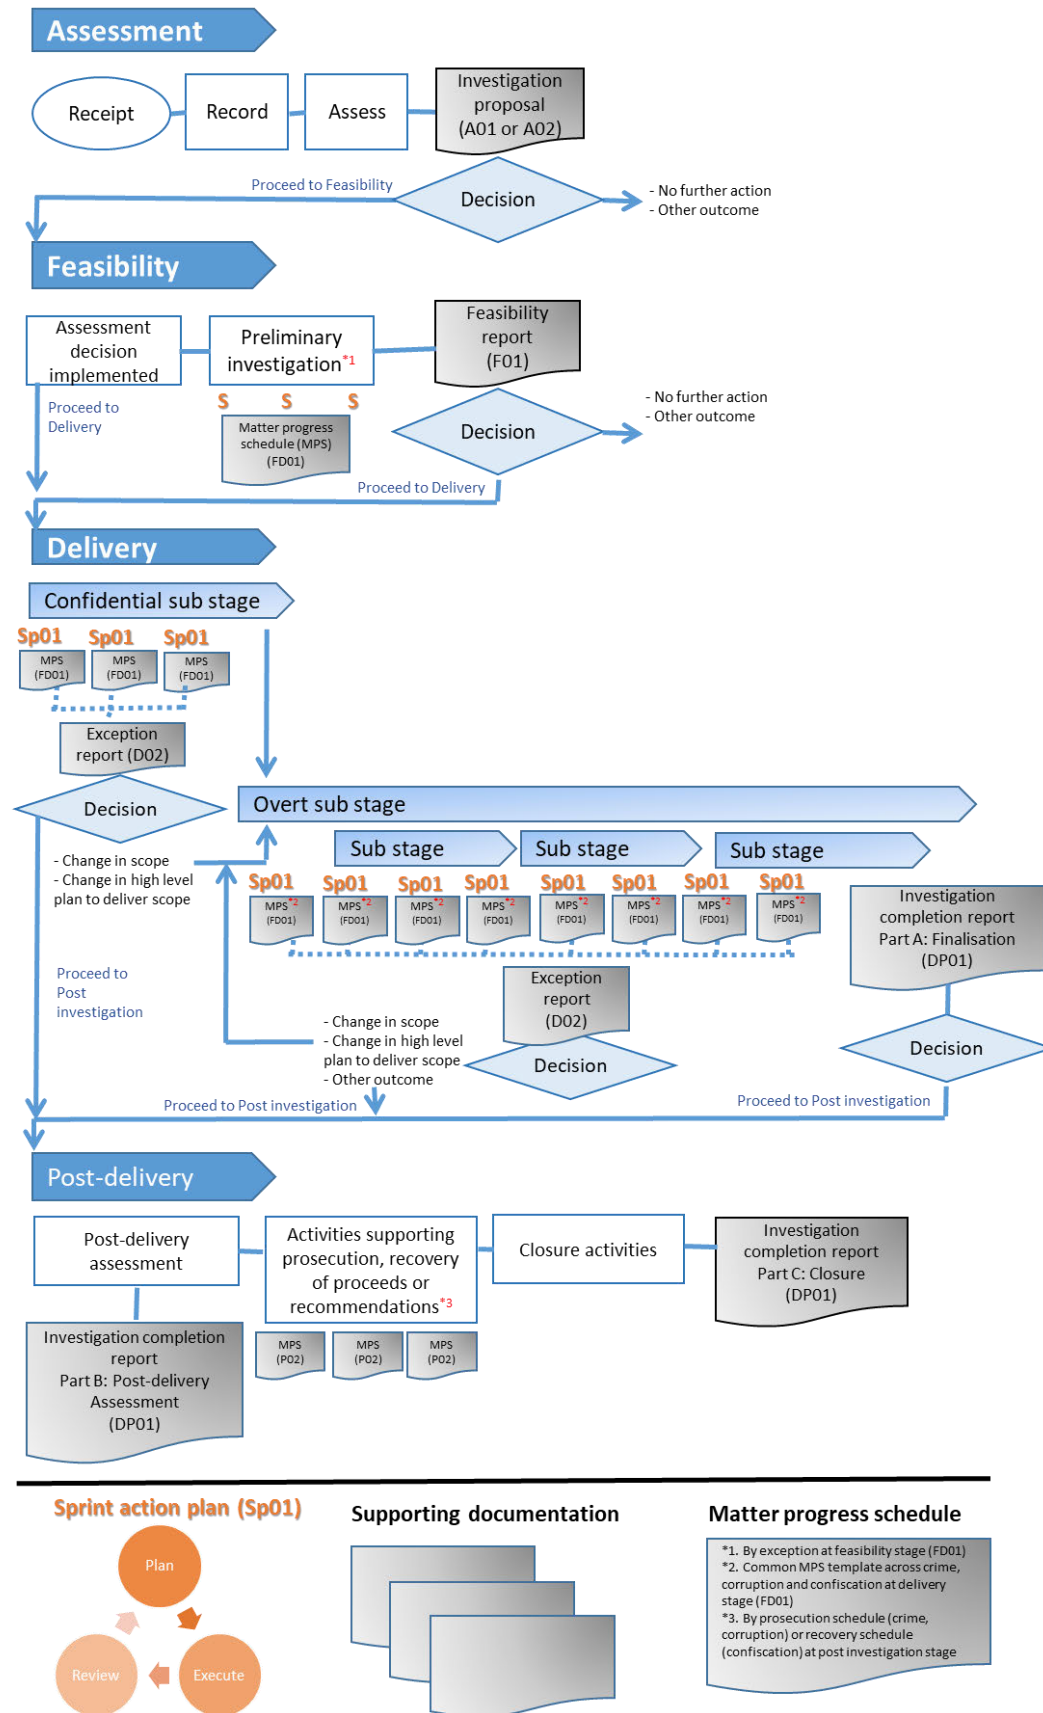 Assessment
Receipt
Record
Assess
Investigation
proposal
(A01 or A02)
Proceed to Feasibility
Decision
- No further action
- Other outcome
Feasibility
Assessment
decision
implemented
Preliminary
investigation*1
Feasibility
report
(F01)
S S S
Proceed to
Delivery
Matter progress
schedule (MPS)
(FD01)
Decision
- No further action
- Other outcome
Proceed to Delivery
Delivery
Confidential sub stage
Sp01 Sp01 Sp01
MPS
(FD01)
MPS
(FD01)
MPS
(FD01)
Exception
report (D02)
Decision
Overt sub stage
Sub stage
Sub stage
Sub stage
- Change in scope
- Change in high level
plan to deliver scope
Sp01 Sp01 Sp01 Sp01 Sp01 Sp01 Sp01 Sp01
MPS*2
(FD01)
MPS*2
(FD01)
MPS*2
(FD01)
MPS*2
(FD01)
MPS*2
(FD01)
MPS*2
(FD01)
MPS*2
(FD01)
MPS*2
(FD01)
Investigation
completion report
Part A: Finalisation
(DP01)
Proceed to
Post
investigation
Exception
report
(D02)
- Change in scope
- Change in high level
plan to deliver scope
- Other outcome
Decision
Decision
Proceed to Post investigation
Proceed to Post investigation
Post-delivery
Post-delivery
assessment
Activities supporting
prosecution, recovery
of proceeds or
recommendations*3
Closure activities
Investigation
completion report
Part C: Closure
(DP01)
Investigation completion
report
Part B: Post-delivery
Assessment
(DP01)
MPS
(P02)
MPS
(P02)
MPS
(P02)
Sprint action plan (Sp01)
Plan
Execute
Review
Supporting documentation
Matter progress schedule
*1. By exception at feasibility stage (FD01)
*2. Common MPS template across crime,
corruption and confiscation at delivery
stage (FD01)
*3. By prosecution schedule (crime,
corruption) or recovery schedule
(confiscation) at post investigation stage